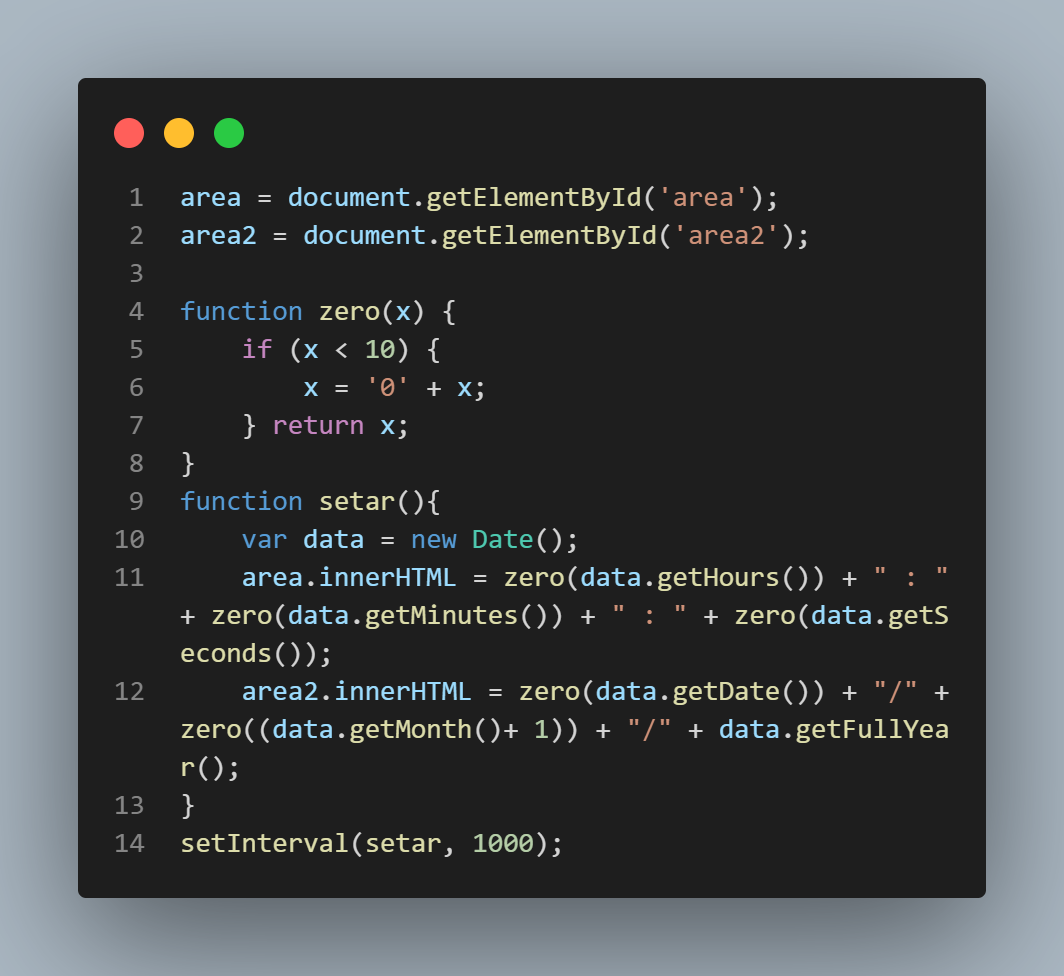 1 area = document.getElementById('area');
2 area2 = document.getElementById('area2');
3
4 function zero(x) {
5     if (x < 10) {
6         x = '0' + x;
7     } return x;
8 }
9 function setar(){
10     var data = new Date();
11     area.innerHTML = zero(data.getHours()) + " : "
+ zero(data.getMinutes()) + " : " + zero(data.getS
econds());
12     area2.innerHTML = zero(data.getDate()) + "/" +
zero((data.getMonth()+ 1)) + "/" + data.getFullYea
r();
13 }
14 setInterval(setar, 1000);